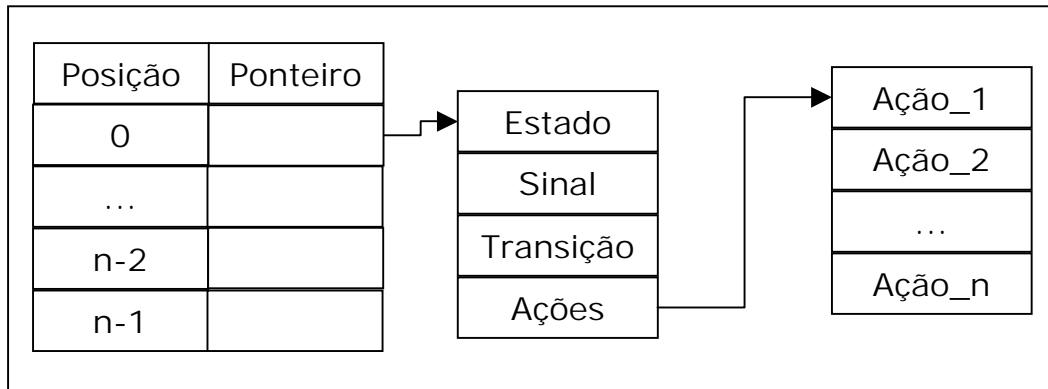 Posição Ponteiro
0
...
n-2
n-1
Estado
Sinal
Transição
Ações
Ação_1
Ação_2
...
Ação_n